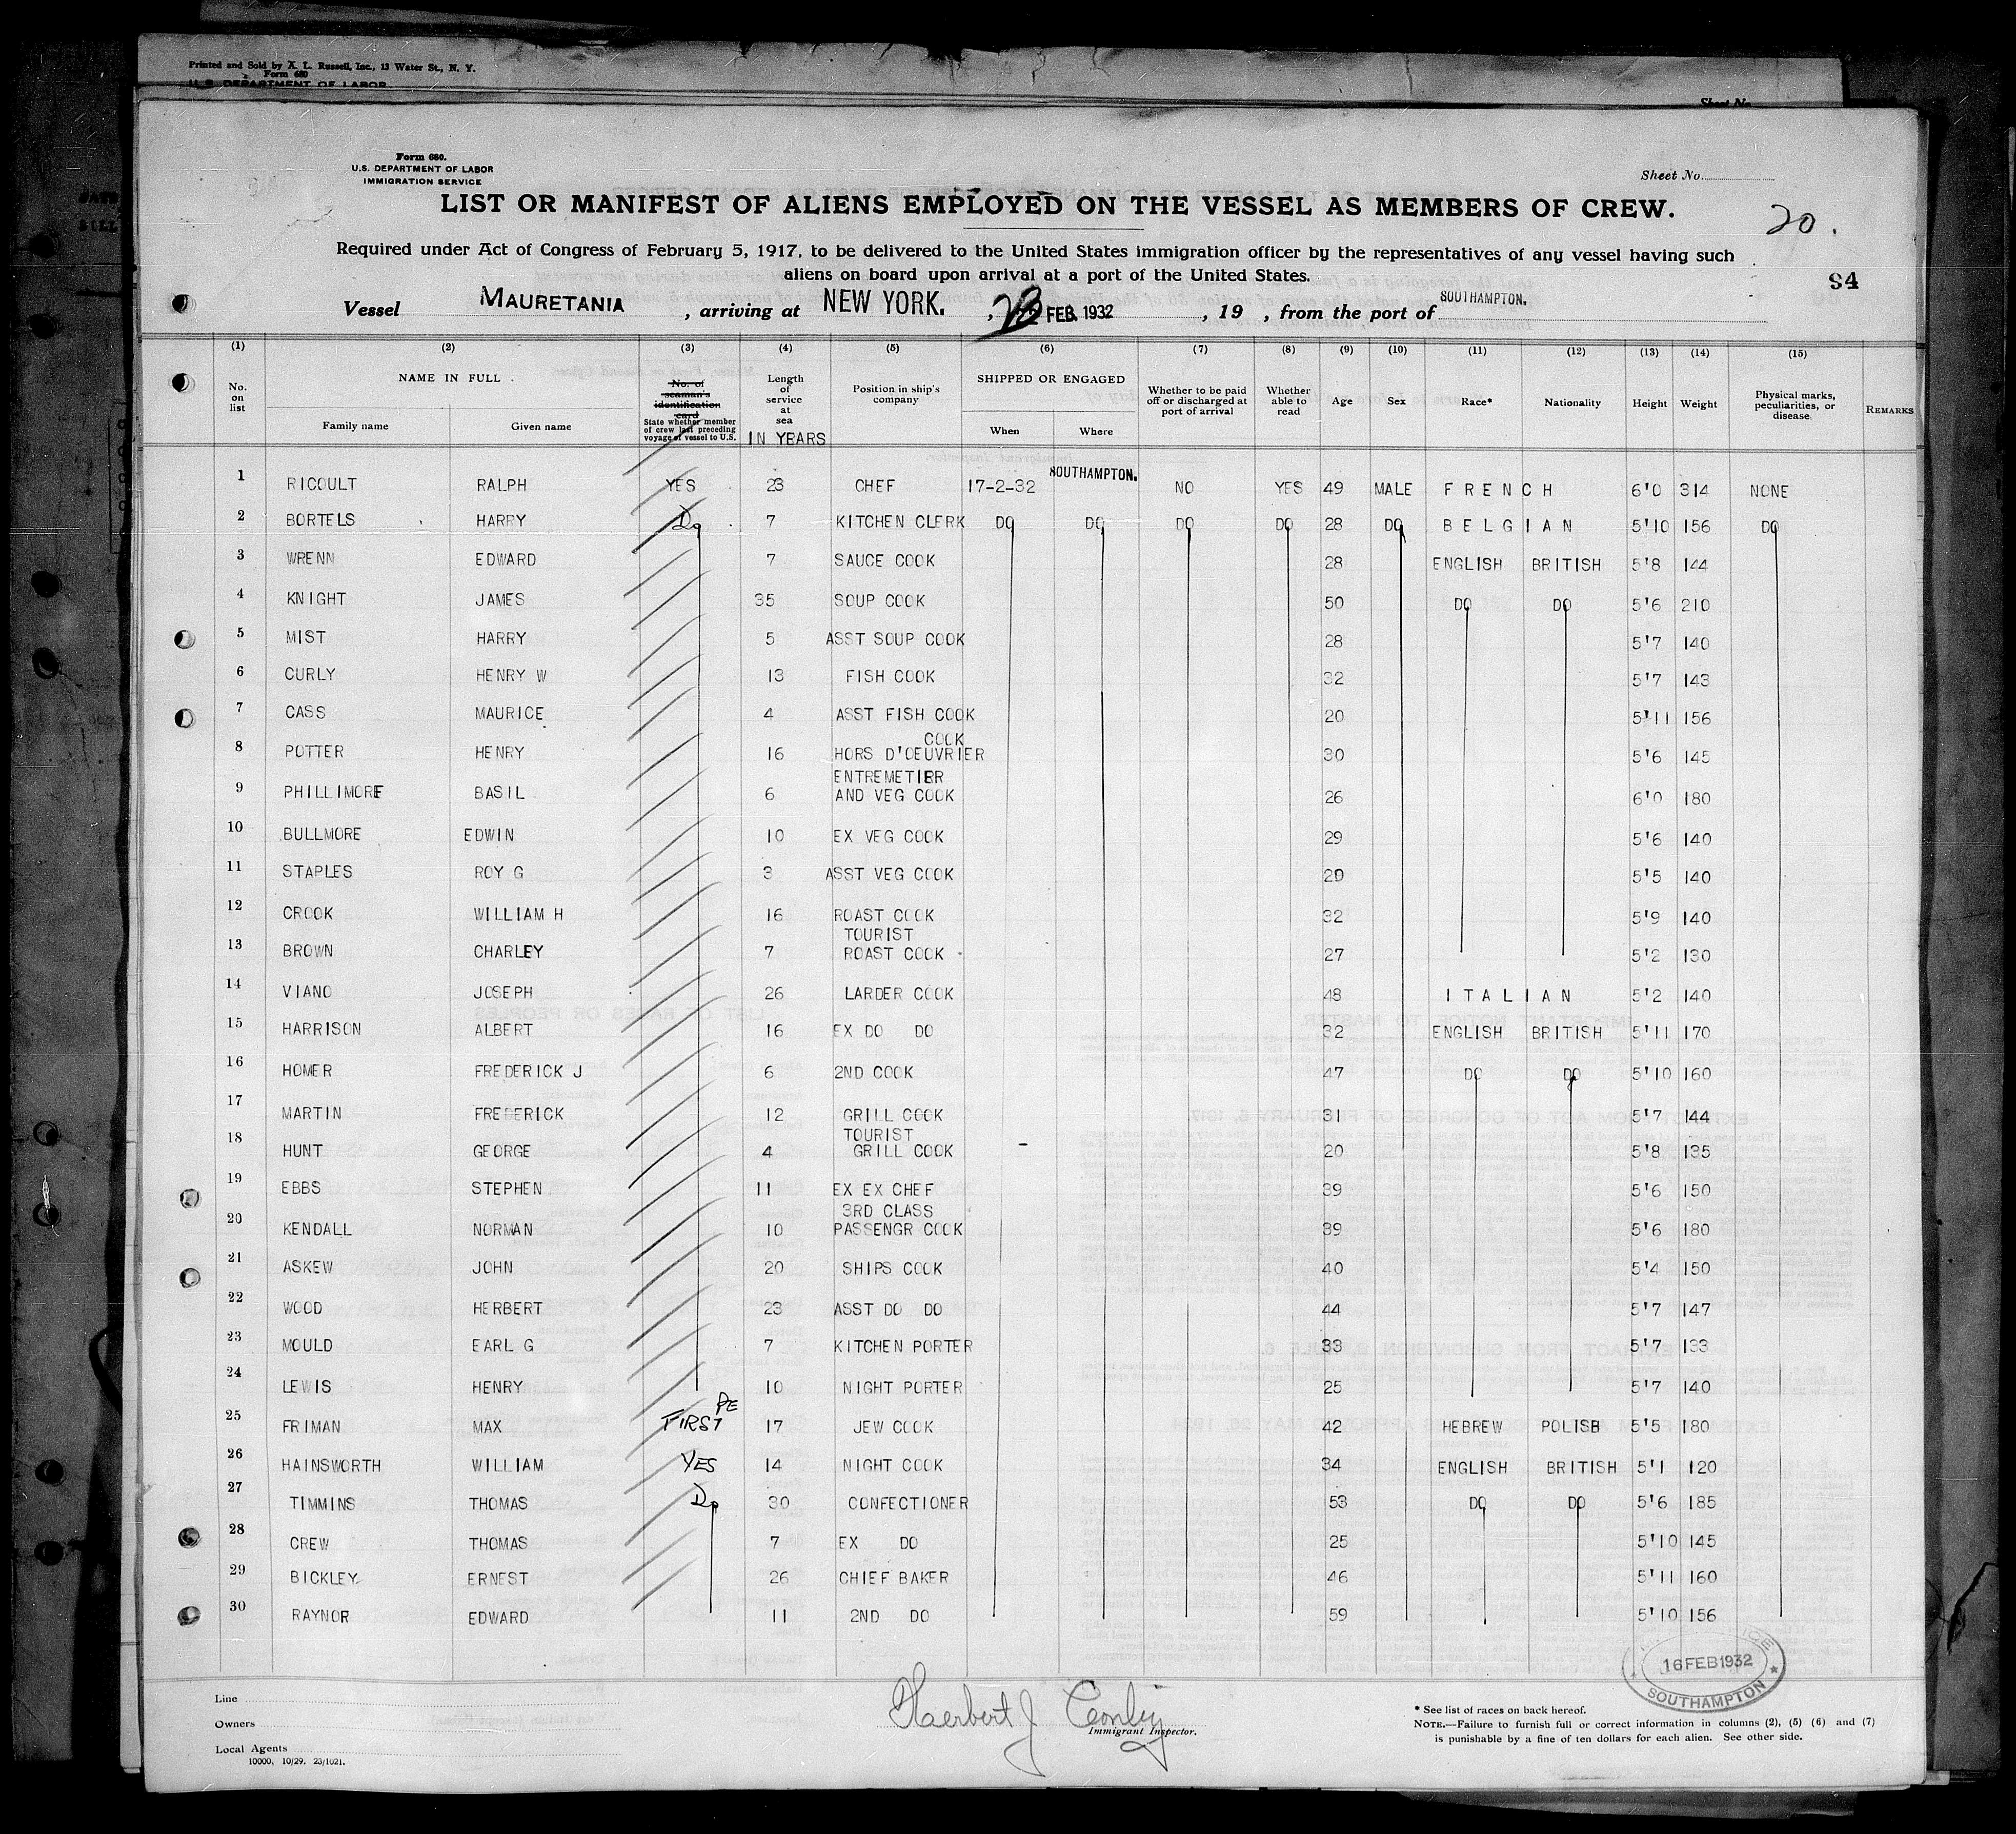 Printed and Sold by A. L. Russell, Inc., 13 Water St., N. Y.
Form 680
U. S. DEPARTMENT OF LABOR
Sheet No.
Form 680.
U.S. DEPARTMENT OF LABOR
IMMIGRATION SERVICE
Sheet No.
LIST OR MANIFEST OF ALIENS EMPLOYED ON THE VESSEL AS MEMBERS OF CREW.
20.
Required under Act of Congress of February 5, 1917, to be delivered to the United States immigration officer by the representatives of any vessel having such
aliens on board upon arrival at a port of the United States.
84
Vessel MAURETANIA, arriving at NEW YORK., 23 FEB. 1932, 19 , from the port of SOUTHAMPTON.
(1) (2) (3) (4) (5) (6) (7) (8) (9) (10) (11) (12) (13) (14) (15)
No. on list
NAME IN FULL
Family name Given name
No. of seaman's identification card
State whether member of crew last preceding voyage of vessel to U.S.
Length of service at sea
IN YEARS
Position in ship's company
SHIPPED OR ENGAGED
When Where
Whether to be paid off or discharged at port of arrival
Whether able to read
Age
Sex
Race*
Nationality
Height
Weight
Physical marks, peculiarities, or disease
REMARKS
1 RICOULT RALPH YES 23 CHEF 17-2-32 SOUTHAMPTON. NO YES 49 MALE FRENCH 6'0 314 NONE
2 BORTELS HARRY Do 7 KITCHEN CLERK DO DO DO DO 28 DO BELGIAN 5'10 156 DO
3 WRENN EDWARD 7 SAUCE COOK 28 ENGLISH BRITISH 5'8 144
4 KNIGHT JAMES 35 SOUP COOK 50 DO DO 5'6 210
5 MIST HARRY 5 ASST SOUP COOK 28 5'7 140
6 CURLY HENRY W 13 FISH COOK 32 5'7 143
7 CASS MAURICE 4 ASST FISH COOK 20 5'11 156
8 POTTER HENRY 16 HORS D'OEUVRIER COOK 30 5'6 145
9 PHILLIMORE BASIL 6 ENTREMETIER AND VEG COOK 26 6'0 180
10 BULLMORE EDWIN 10 EX VEG COOK 29 5'6 140
11 STAPLES ROY G 3 ASST VEG COOK 29 5'5 140
12 CROOK WILLIAM H 16 ROAST COOK 32 5'9 140
13 BROWN CHARLEY 7 TOURIST ROAST COOK 27 5'2 130
14 VIANO JOSEPH 26 LARDER COOK 48 ITALIAN 5'2 140
15 HARRISON ALBERT 16 EX DO DO 32 ENGLISH BRITISH 5'11 170
16 HOMER FREDERICK J 6 2ND COOK 47 DO DO 5'10 160
17 MARTIN FREDERICK 12 GRILL COOK 31 5'7 144
18 HUNT GEORGE 4 TOURIST GRILL COOK 20 5'8 135
19 EBBS STEPHEN 11 EX EX CHEF 39 5'6 150
20 KENDALL NORMAN 10 3RD CLASS PASSENGR COOK 39 5'6 180
21 ASKEW JOHN 20 SHIPS COOK 40 5'4 150
22 WOOD HERBERT 23 ASST DO DO 44 5'7 147
23 MOULD EARL G 7 KITCHEN PORTER 33 5'7 133
24 LEWIS HENRY 10 NIGHT PORTER 25 5'7 140
25 FRIMAN MAX FIRST PE 17 JEW COOK 42 HEBREW POLISH 5'5 180
26 HAINSWORTH WILLIAM YES 14 NIGHT COOK 34 ENGLISH BRITISH 5'1 120
27 TIMMINS THOMAS Do 30 CONFECTIONER 53 DO DO 5'6 185
28 CREW THOMAS 7 EX DO 25 5'10 145
29 BICKLEY ERNEST 26 CHIEF BAKER 46 5'11 160
30 RAYNOR EDWARD 11 2ND DO 59 5'10 156
16 FEB 1932
SOUTHAMPTON
Line
Owners
Local Agents
10000, 10/29. 23/1021.
Herbert J Conly
Immigrant Inspector.
* See list of races on back hereof.
NOTE.—Failure to furnish full or correct information in columns (2), (5) (6) and (7)
is punishable by a fine of ten dollars for each alien. See other side.